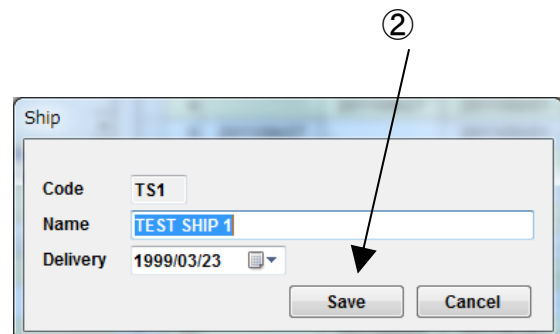 ②
Ship
Code TS1
Name TEST SHIP 1
Delivery 1999/03/23
Save Cancel